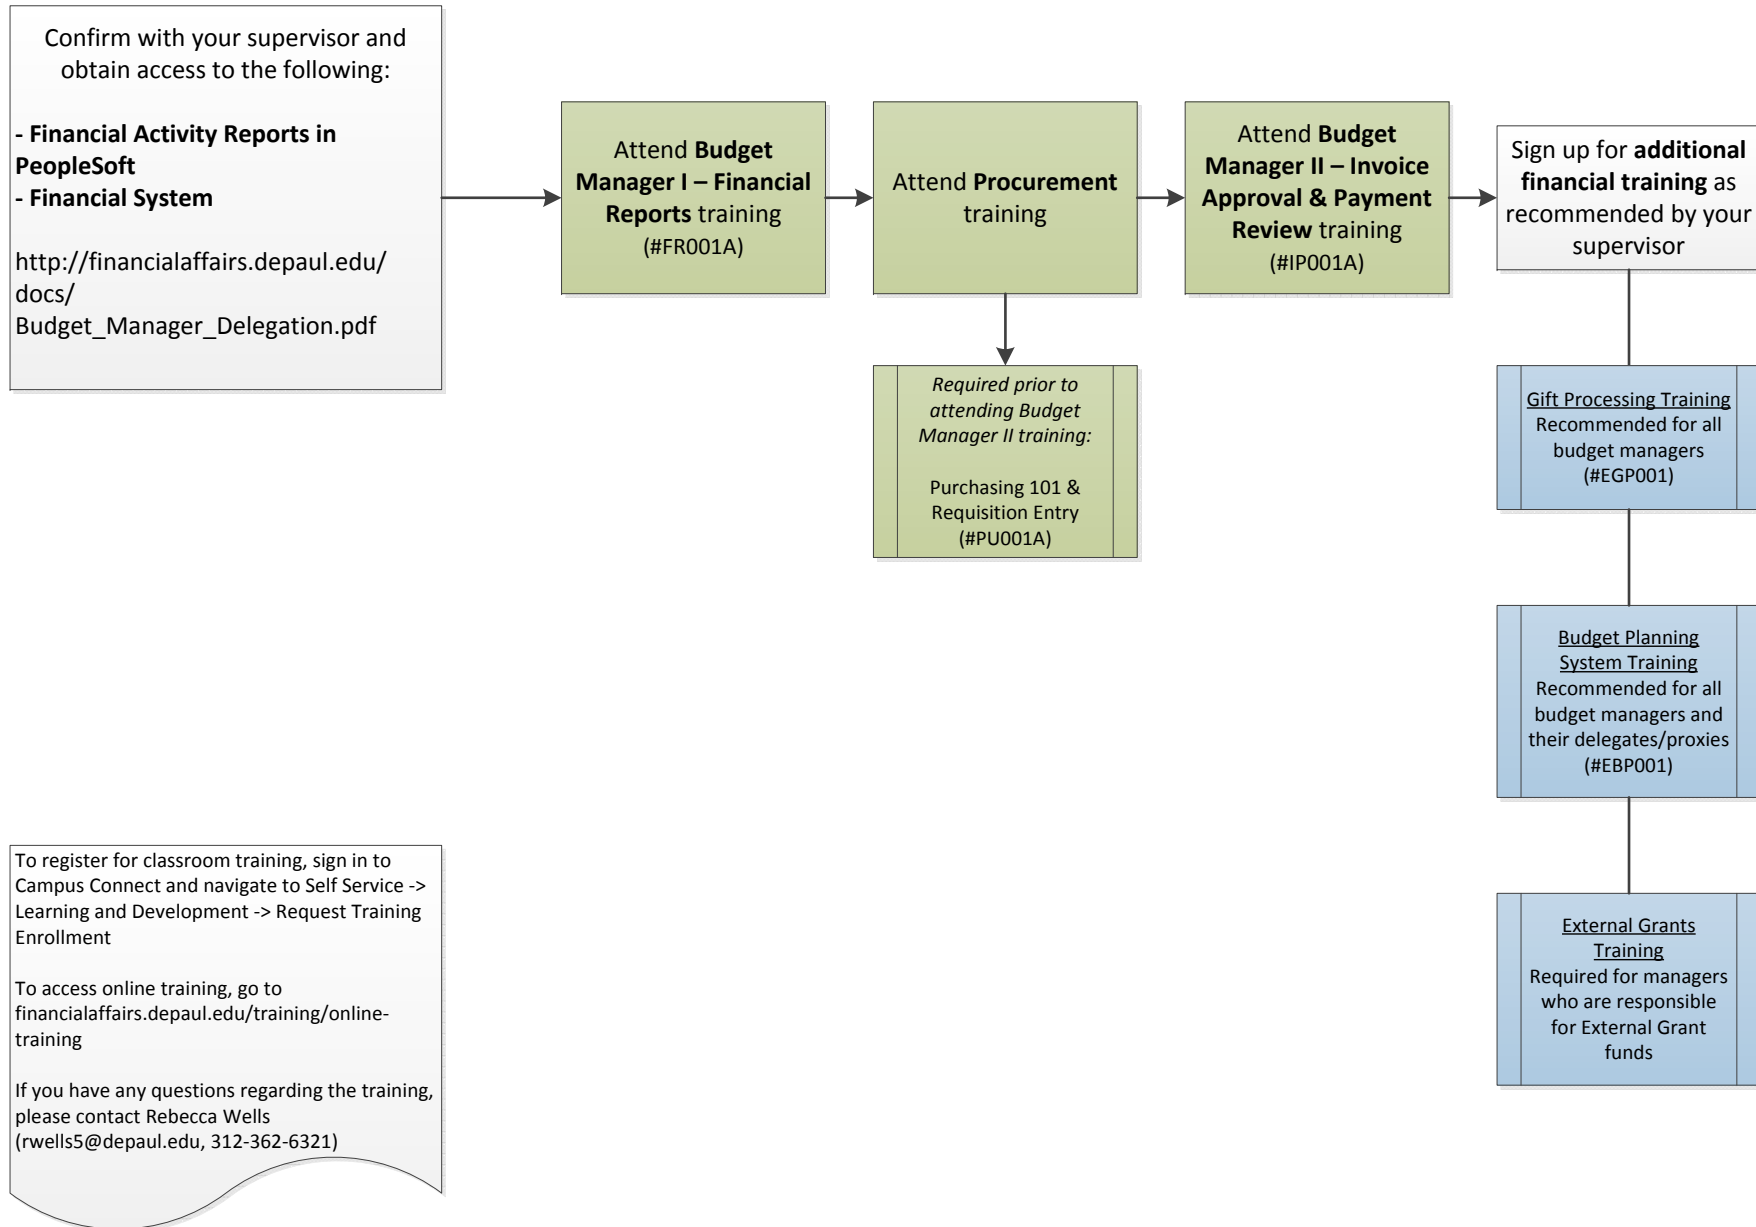 Confirm with your supervisor and
obtain access to the following:
- Financial Activity Reports in
PeopleSoft
- Financial System
http://financialaffairs.depaul.edu/
docs/
Budget_Manager_Delegation.pdf
Attend Budget
Manager I – Financial
Reports training
(#FR001A)
Attend Procurement
training
Attend Budget
Manager II – Invoice
Approval & Payment
Review training
(#IP001A)
Sign up for additional
financial training as
recommended by your
supervisor
Required prior to
attending Budget
Manager II training:
Purchasing 101 &
Requisition Entry
(#PU001A)
Gift Processing Training
Recommended for all
budget managers
(#EGP001)
Budget Planning
System Training
Recommended for all
budget managers and
their delegates/proxies
(#EBP001)
External Grants
Training
Required for managers
who are responsible
for External Grant
funds
To register for classroom training, sign in to
Campus Connect and navigate to Self Service ->
Learning and Development -> Request Training
Enrollment
To access online training, go to
financialaffairs.depaul.edu/training/online-
training
If you have any questions regarding the training,
please contact Rebecca Wells
(rwells5@depaul.edu, 312-362-6321)